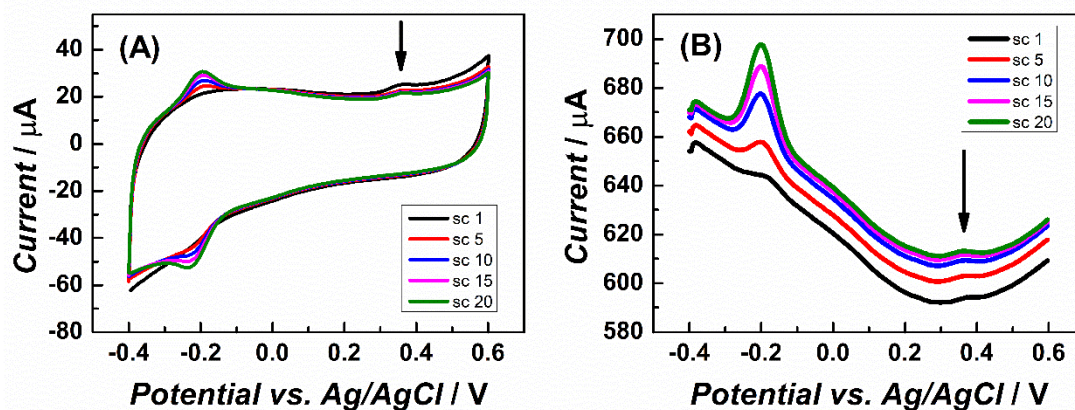 (A)
Current / μA
40
20
0
-20
-40
-60
-80
-0.4 -0.2 0.0 0.2 0.4 0.6
Potential vs. Ag/AgCl / V
sc 1
sc 5
sc 10
sc 15
sc 20
(B)
Current / μA
700
680
660
640
620
600
580
-0.4 -0.2 0.0 0.2 0.4 0.6
Potential vs. Ag/AgCl / V
sc 1
sc 5
sc 10
sc 15
sc 20